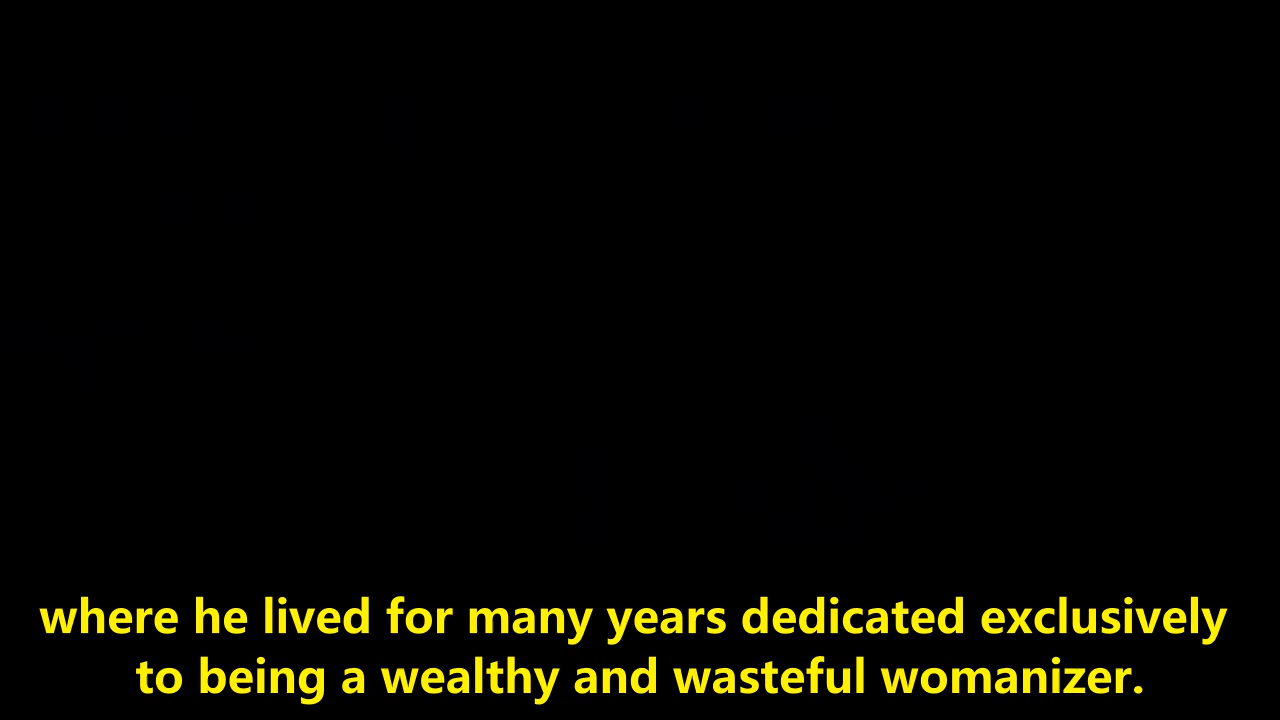 where he lived for many years dedicated exclusively
to being a wealthy and wasteful womanizer.